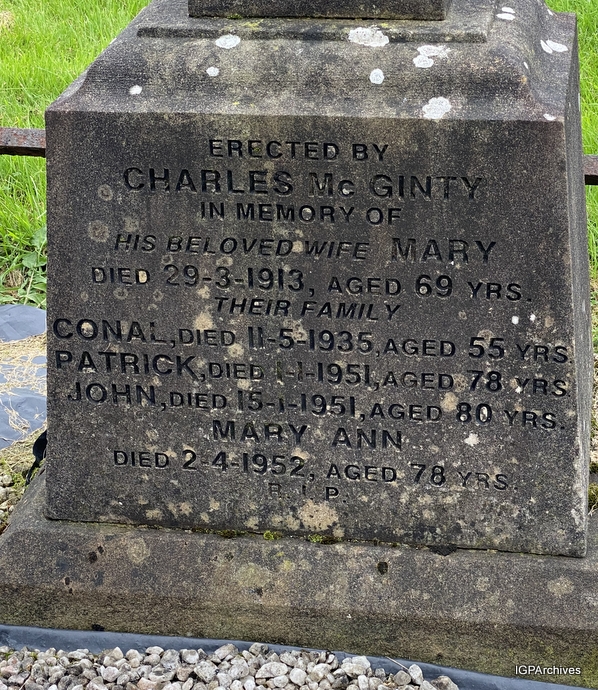 ERECTED BY
CHARLES Mc GINTY
IN MEMORY OF
HIS BELOVED WIFE MARY
DIED 29-3-1913, AGED 69 YRS.
THEIR FAMILY
CONAL, DIED 11-5-1935, AGED 55 YRS
PATRICK, DIED 1-1-1951, AGED 78 YRS
JOHN, DIED 15-1-1951, AGED 80 YRS.
MARY ANN
DIED 2-4-1952, AGED 78 YRS.
R.I.P.
IGPArchives